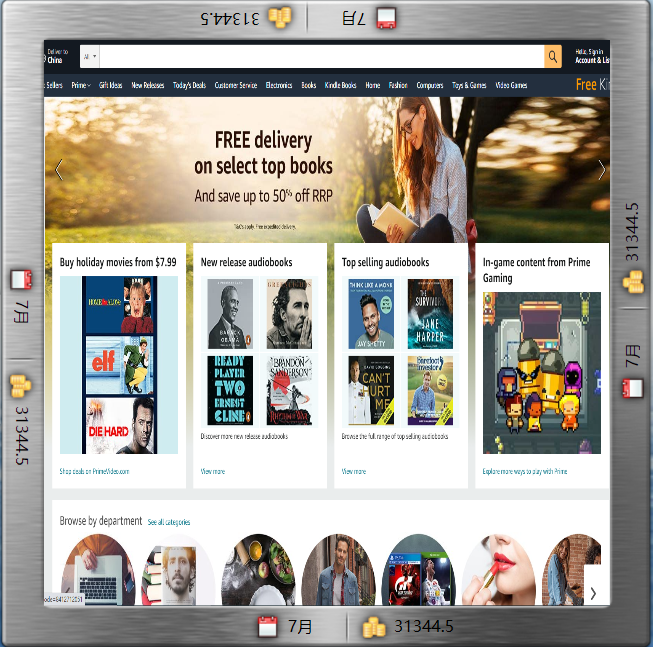 31344.5 7月
Deliver to
China
All
Hello, Sign in
Account & Lis
Sellers Prime Gift Ideas New Releases Today's Deals Customer Service Electronics Books Kindle Books Home Fashion Computers Toys & Games Video Games
Free Kin
FREE delivery
on select top books
And save up to 50% off RRP
T&Cs apply. Free expedited delivery.
Buy holiday movies from $7.99
HOME ALONE
elf
DIE HARD
Shop deals on PrimeVideo.com
New release audiobooks
BARACK
OBAMA
GREENLIGHTS
READY
PLAYER
TWO
ERNEST
CLINE
BRANDON
SANDERSON
Discover more new release audiobooks
View more
Top selling audiobooks
THINK LIKE A MONK
JAY SHETTY
THE
SURVIVORS
JANE
HARPER
CAN'T
HURT
ME
barefoot
investor
Browse the full range of top selling audiobooks
View more
In-game content from Prime
Gaming
Explore more ways to play with Prime
7月
31344.5
31344.5
7月
Browse by department See all categories
ode=8412712051
7月 31344.5